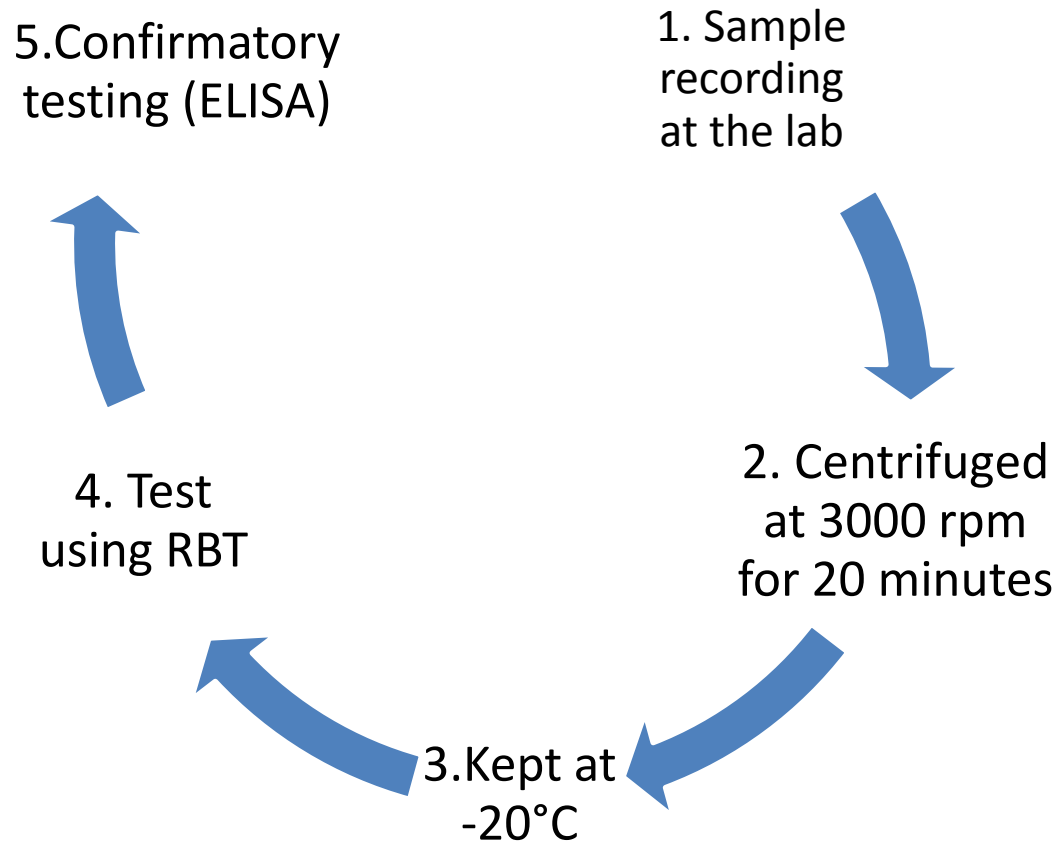 1. Sample
recording
at the lab
2. Centrifuged
at 3000 rpm
for 20 minutes
3.Kept at
-20°C
4. Test
using RBT
5.Confirmatory
testing (ELISA)